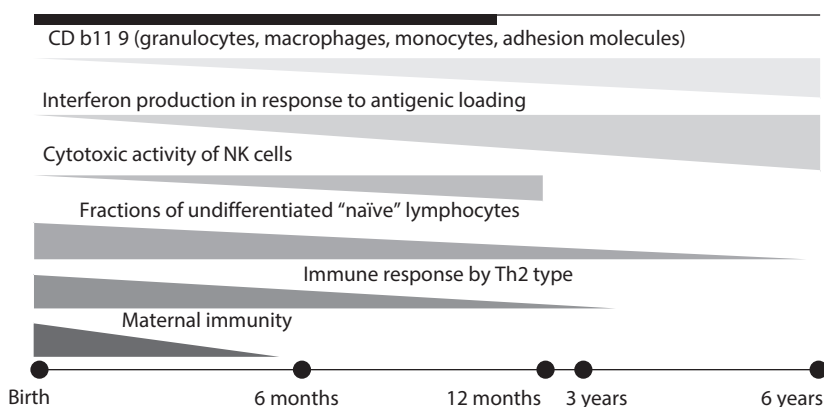 CD b11 9 (granulocytes, macrophages, monocytes, adhesion molecules)
Interferon production in response to antigenic loading
Cytotoxic activity of NK cells
Fractions of undifferentiated “naïve” lymphocytes
Immune response by Th2 type
Maternal immunity
Birth 6 months 12 months 3 years 6 years